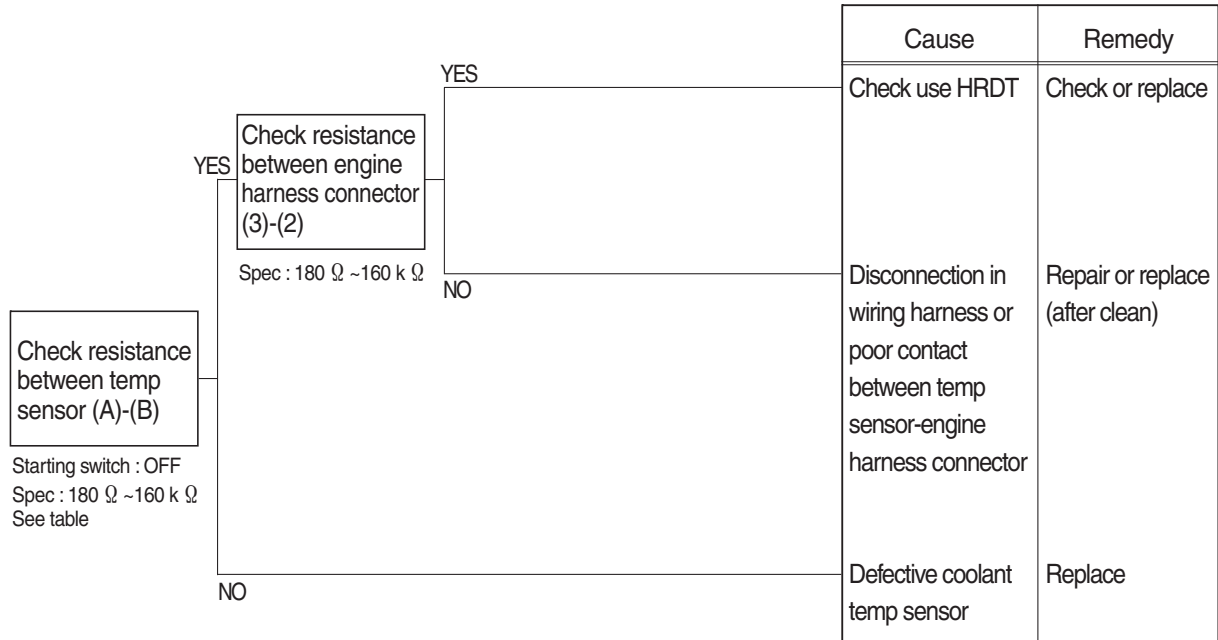 Cause
Remedy
YES
Check use HRDT
Check or replace
Check resistance
between engine
harness connector
(3)-(2)
YES
Spec : 180 Ω ~160 k Ω
NO
Disconnection in
wiring harness or
poor contact
between temp
sensor-engine
harness connector
Repair or replace
(after clean)
Check resistance
between temp
sensor (A)-(B)
Starting switch : OFF
Spec : 180 Ω ~160 k Ω
See table
NO
Defective coolant
temp sensor
Replace